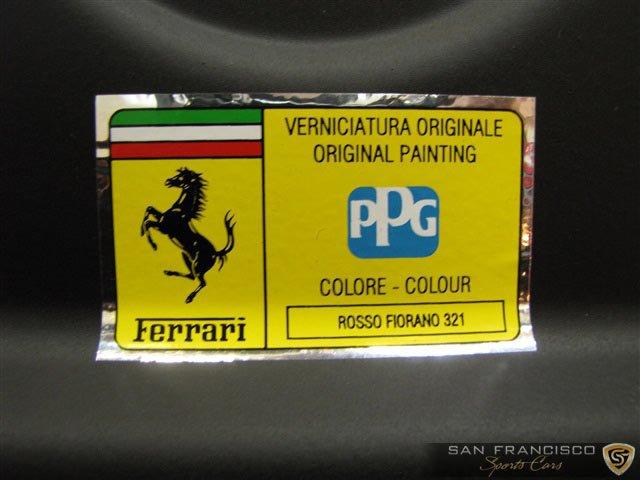 VERNICIATURA ORIGINALE
ORIGINAL PAINTING
PPG
COLORE - COLOUR
ROSSO FIORANO 321
Ferrari
SAN FRANCISCO
Sports Cars
S